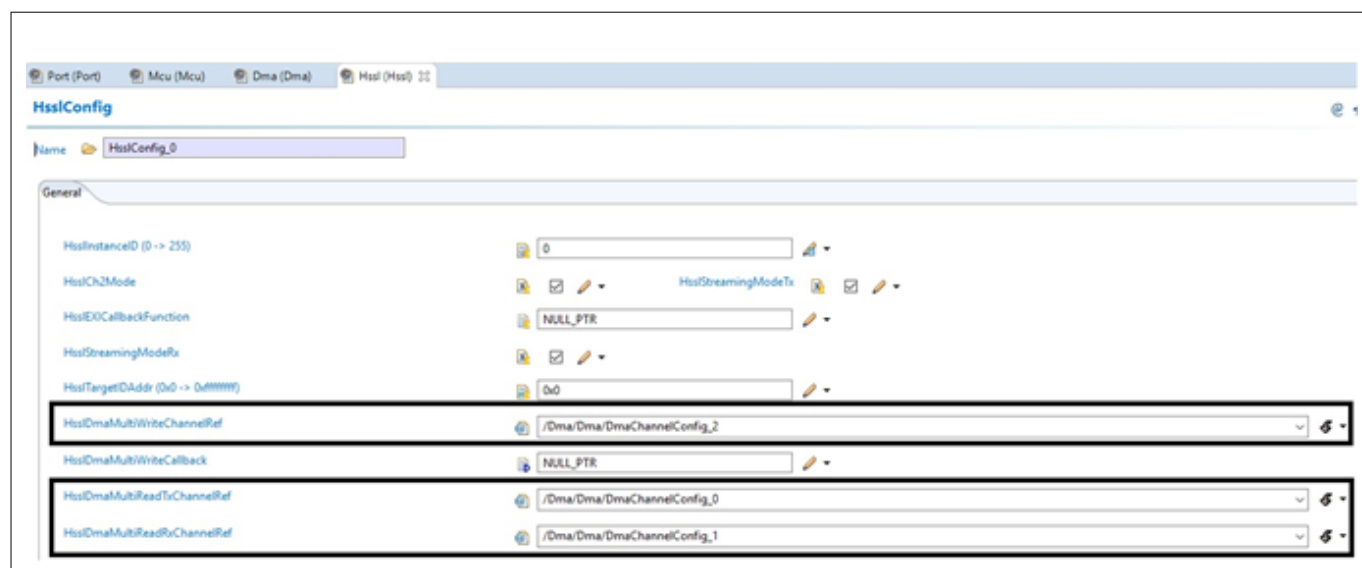 Port (Port) Mcu (Mcu) Dma (Dma) Hssl (Hssl)
HsslConfig
Name HsslConfig_0
General
HsslInstanceID (0 -> 255) 0
HsslCh2Mode HsslStreamingModeTx
HsslEXICallbackFunction NULL_PTR
HsslStreamingModeRx
HsslTargetIDAddr (0x0 -> 0xffffffff) 0x0
HsslDmaMultiWriteChannelRef /Dma/Dma/DmaChannelConfig_2
HsslDmaMultiWriteCallback NULL_PTR
HsslDmaMultiReadTxChannelRef /Dma/Dma/DmaChannelConfig_0
HsslDmaMultiReadRxChannelRef /Dma/Dma/DmaChannelConfig_1